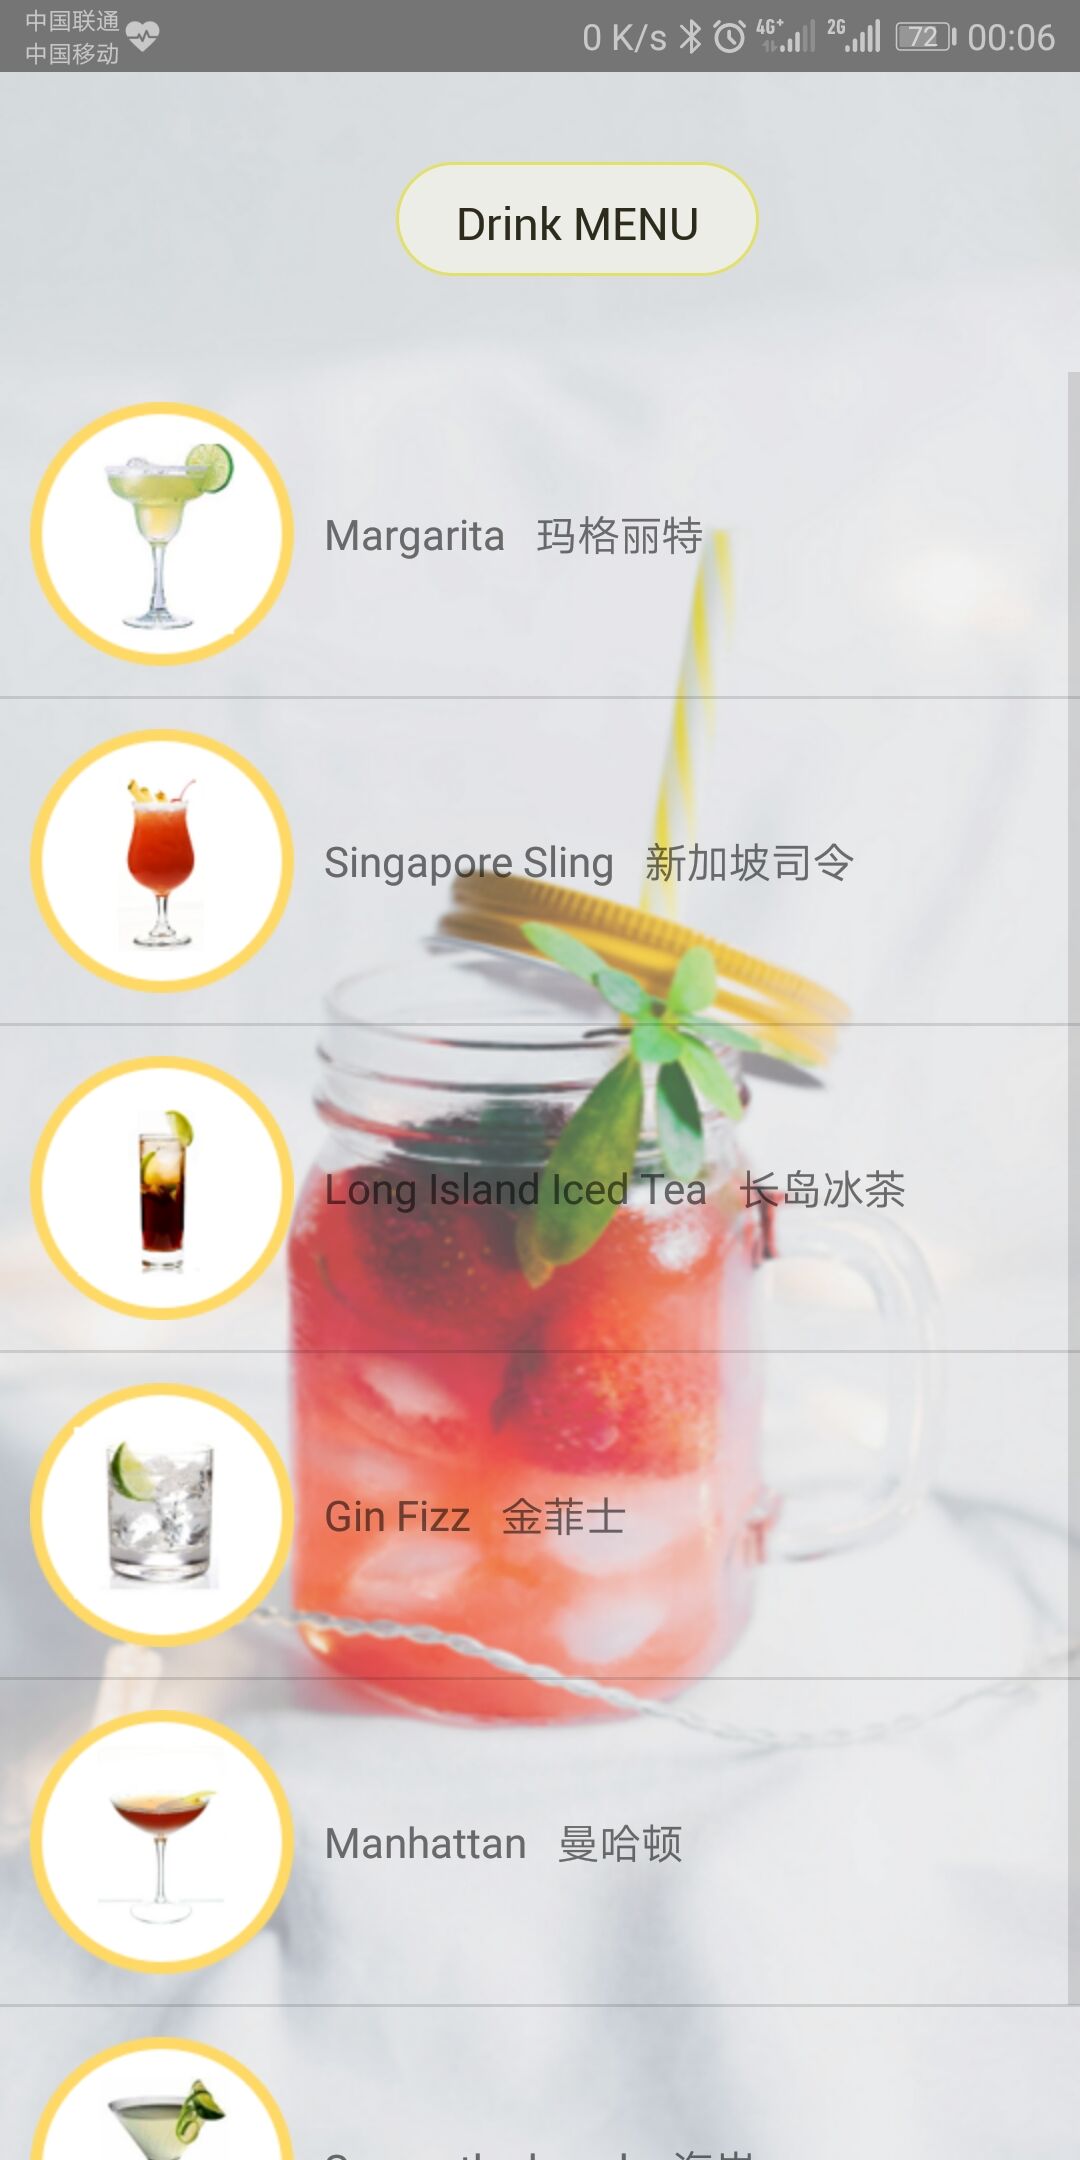 中国联通
中国移动
0 K/s 4G+ 2G 72 00:06
Drink MENU
Margarita 玛格丽特
Singapore Sling 新加坡司令
Long Island Iced Tea 长岛冰茶
Gin Fizz 金菲士
Manhattan 曼哈顿